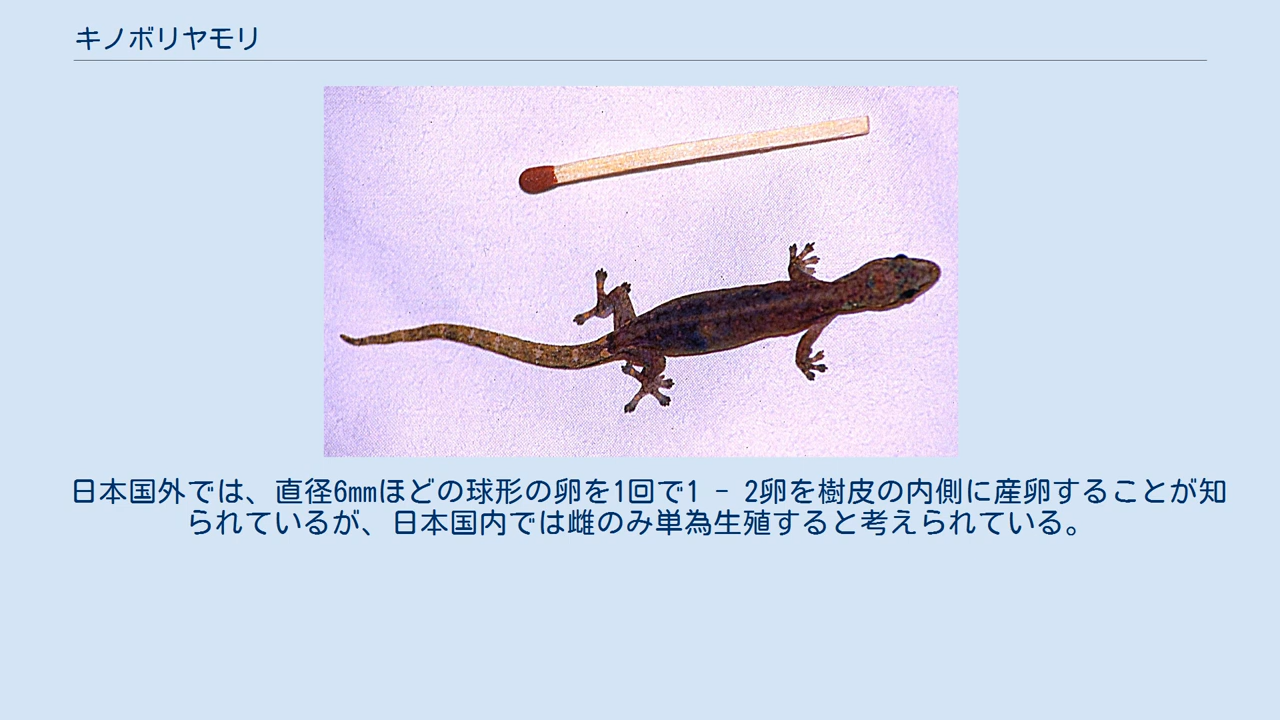 キノボリヤモリ
日本国外では、直径6mmほどの球形の卵を1回で1 - 2卵を樹皮の内側に産卵することが知
られているが、日本国内では雌のみ単為生殖すると考えられている。